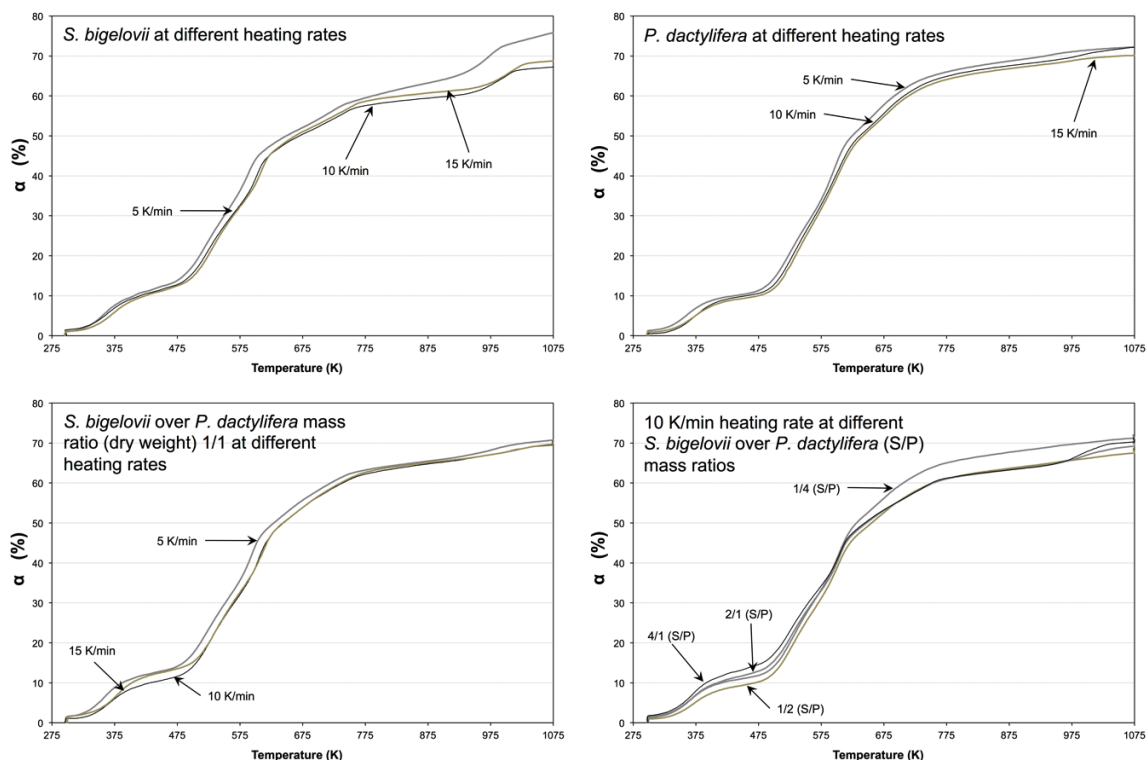 S. bigelovii at different heating rates
80
70
60
50
40
30
20
10
0
α (%)
5 K/min
10 K/min
15 K/min
275 375 475 575 675 775 875 975 1075
Temperature (K)
P. dactylifera at different heating rates
80
70
60
50
40
30
20
10
0
α (%)
5 K/min
10 K/min
15 K/min
275 375 475 575 675 775 875 975 1075
Temperature (K)
S. bigelovii over P. dactylifera mass
ratio (dry weight) 1/1 at different
heating rates
80
70
60
50
40
30
20
10
0
α (%)
5 K/min
15 K/min
10 K/min
275 375 475 575 675 775 875 975 1075
Temperature (K)
10 K/min heating rate at different
S. bigelovii over P. dactylifera (S/P)
mass ratios
80
70
60
50
40
30
20
10
0
α (%)
1/4 (S/P)
2/1 (S/P)
4/1 (S/P)
1/2 (S/P)
275 375 475 575 675 775 875 975 1075
Temperature (K)